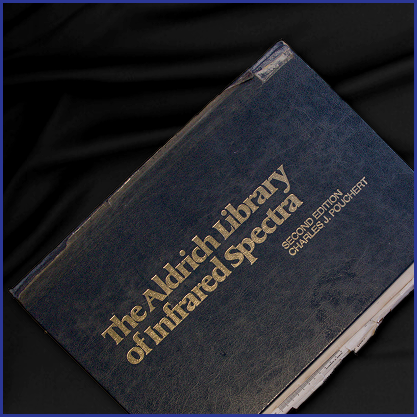 The Aldrich Library
of Infrared Spectra
SECOND EDITION
CHARLES J. POUCHERT